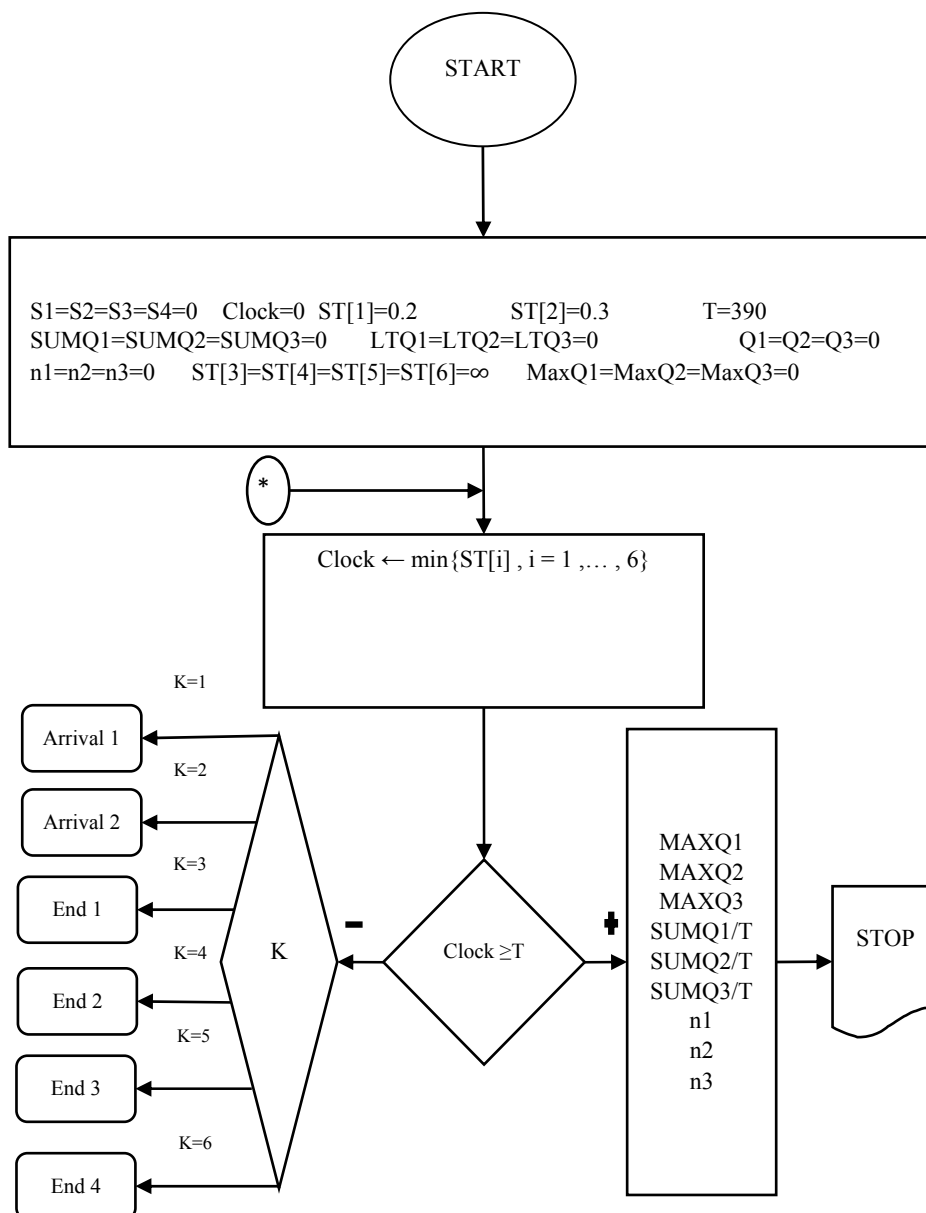 START
S1=S2=S3=S4=0 Clock=0 ST[1]=0.2 ST[2]=0.3 T=390
SUMQ1=SUMQ2=SUMQ3=0 LTQ1=LTQ2=LTQ3=0 Q1=Q2=Q3=0
n1=n2=n3=0 ST[3]=ST[4]=ST[5]=ST[6]=∞ MaxQ1=MaxQ2=MaxQ3=0
*
Clock ← min{ST[i] , i = 1 ,… , 6}
K=1
Arrival 1
K=2
Arrival 2
K=3
End 1
K=4
End 2
K=5
End 3
K=6
End 4
K
-
Clock ≥T
+
MAXQ1
MAXQ2
MAXQ3
SUMQ1/T
SUMQ2/T
SUMQ3/T
n1
n2
n3
STOP